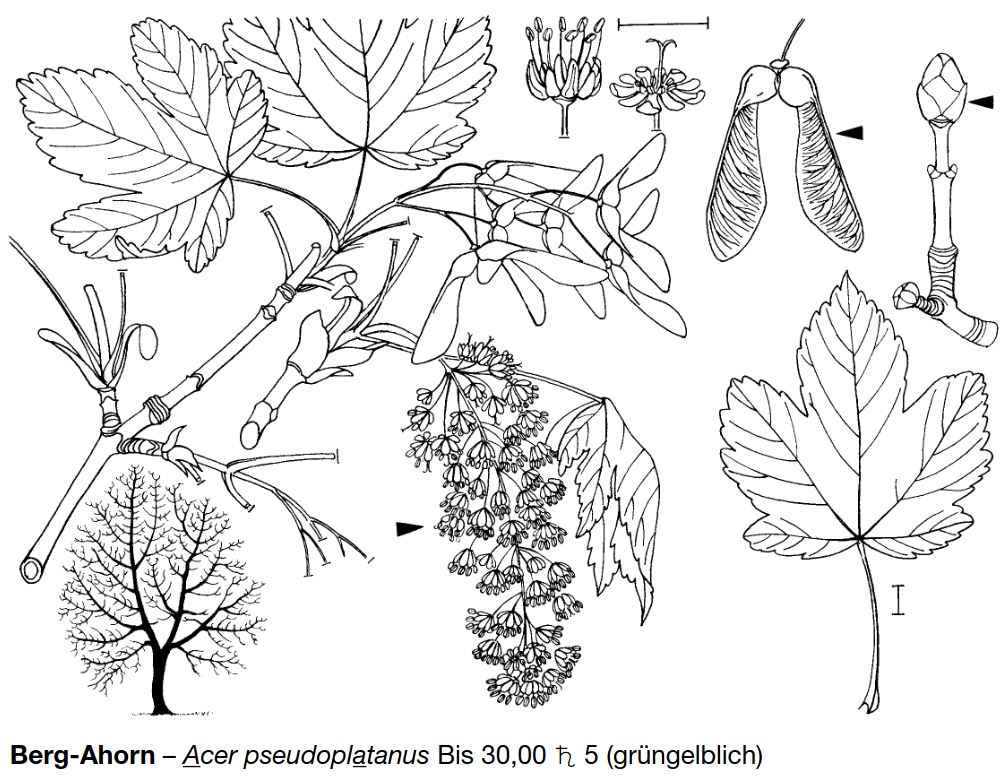 Berg-Ahorn – Acer pseudoplatanus Bis 30,00 ♄ 5 (grüngelblich)